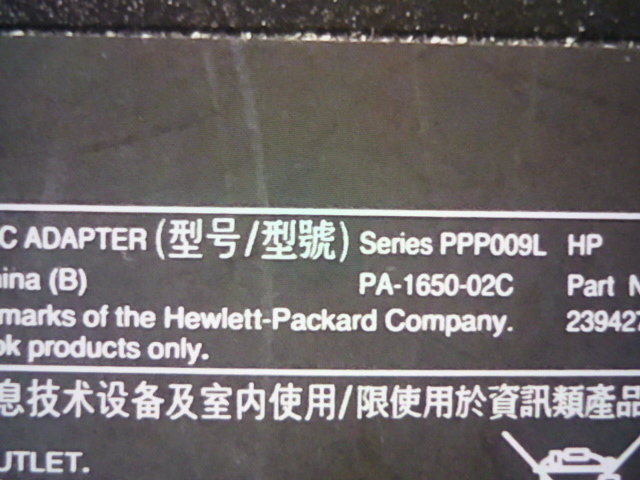 C ADAPTER (型号/型號) Series PPP009L HP
ina (B) PA-1650-02C Part N
marks of the Hewlett-Packard Company. 239427
ok products only.
息技术设备及室内使用/限使用於資訊類產品
UTLET.